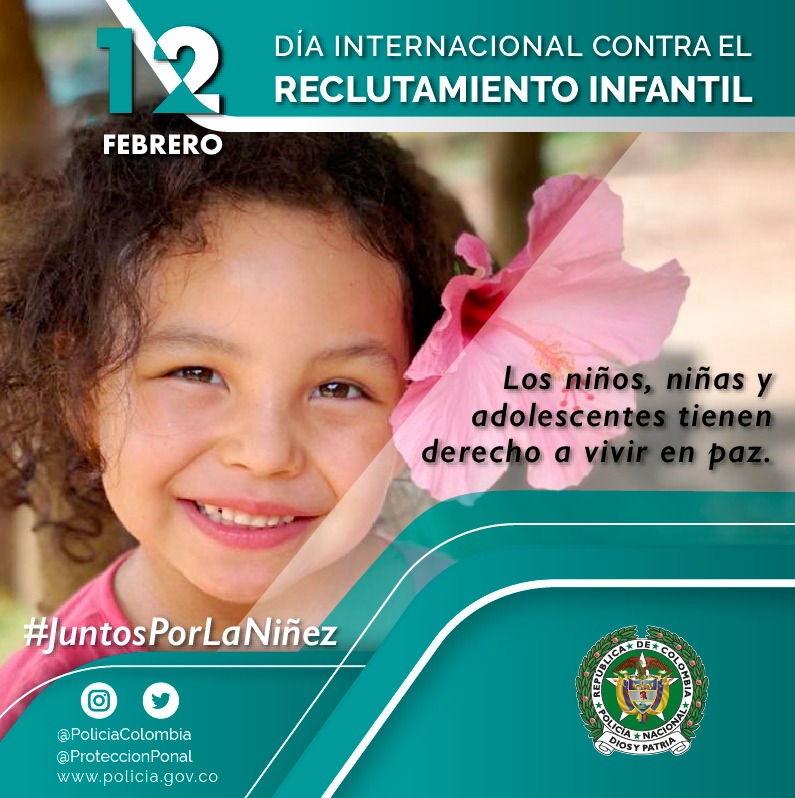 12
FEBRERO
DÍA INTERNACIONAL CONTRA EL
RECLUTAMIENTO INFANTIL
Los niños, niñas y
adolescentes tienen
derecho a vivir en paz.
#JuntosPorLaNiñez
@PoliciaColombia
@ProteccionPonal
www.policia.gov.co
REPÚBLICA DE COLOMBIA
POLICÍA NACIONAL
DIOS Y PATRIA